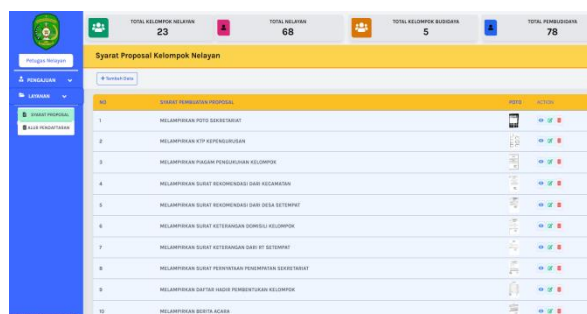 TOTAL KELOMPOK NELAYAN
23
TOTAL NELAYAN
68
TOTAL KELOMPOK BUDIDAYA
5
TOTAL PEMBUDIDAYA
78
Petugas Nelayan
PENGAJUAN
LAYANAN
SYARAT PROPOSAL
ALUR PENDAFTARAN
Syarat Proposal Kelompok Nelayan
+ Tambah Data
NO SYARAT PEMBUATAN PROPOSAL POTO ACTION
1 MELAMPIRKAN POTO SEKRETARIAT
2 MELAMPIRKAN KTP KEPENGURUSAN
3 MELAMPIRKAN PIAGAM PENGUKUHAN KELOMPOK
4 MELAMPIRKAN SURAT REKOMENDASI DARI KECAMATAN
5 MELAMPIRKAN SURAT REKOMENDASI DARI DESA SETEMPAT
6 MELAMPIRKAN SURAT KETERANGAN DOMISILI KELOMPOK
7 MELAMPIRKAN SURAT KETERANGAN DARI RT SETEMPAT
8 MELAMPIRKAN SURAT PERNYATAAN PENEMPATAN SEKRETARIAT
9 MELAMPIRKAN DAFTAR HADIR PEMBENTUKAN KELOMPOK
10 MELAMPIRKAN BERITA ACARA